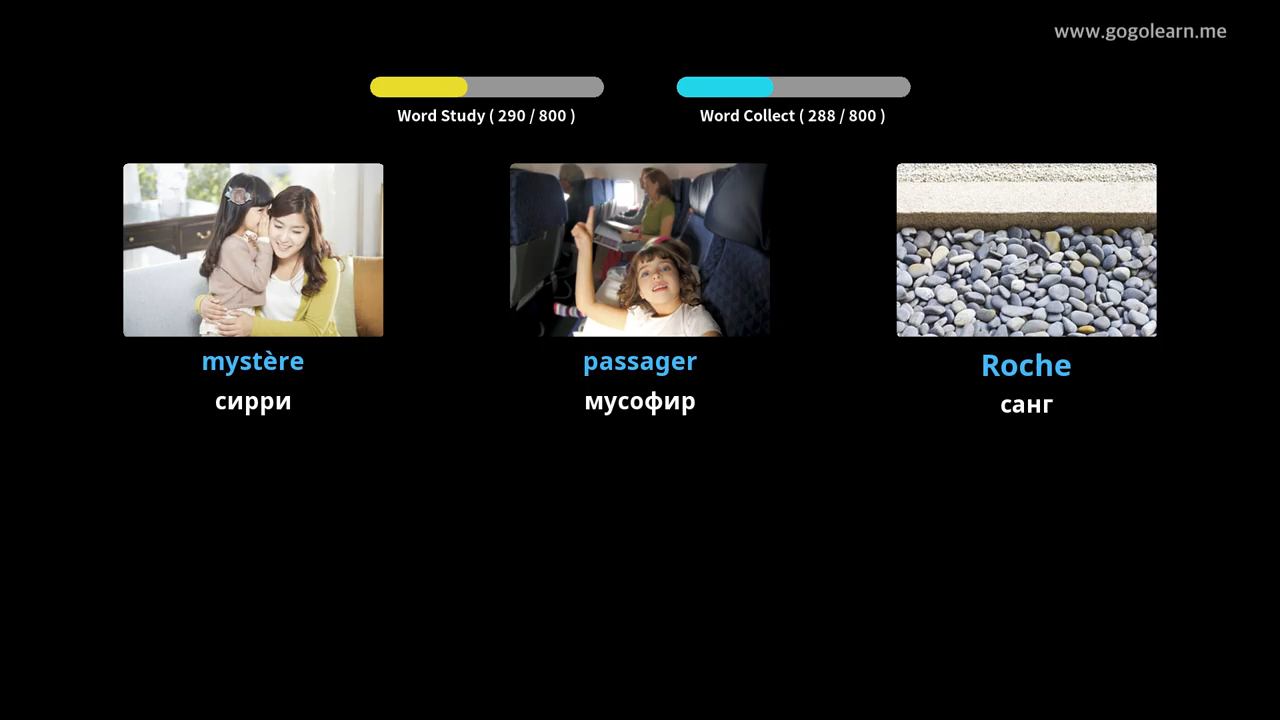 www.gogolearn.me
Word Study ( 290 / 800 )
Word Collect ( 288 / 800 )
mystère
сирри
passager
мусофир
Roche
санг